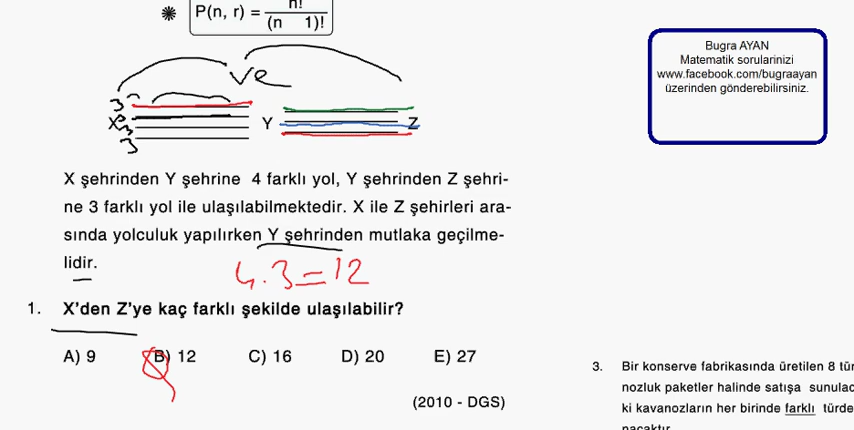 P(n, r) = n! / (n 1)!
ve
3
X 3
3
Y
Z
X şehrinden Y şehrine 4 farklı yol, Y şehrinden Z şehri-
ne 3 farklı yol ile ulaşılabilmektedir. X ile Z şehirleri ara-
sında yolculuk yapılırken Y şehrinden mutlaka geçilme-
lidir.
4.3=12
1. X'den Z'ye kaç farklı şekilde ulaşılabilir?
A) 9 B) 12 C) 16 D) 20 E) 27
(2010 - DGS)
Bugra AYAN
Matematik sorularinizi
www.facebook.com/bugraayan
üzerinden gönderebilirsiniz.
3. Bir konserve fabrikasında üretilen 8 tür
nozluk paketler halinde satışa sunulac
ki kavanozların her birinde farklı türde